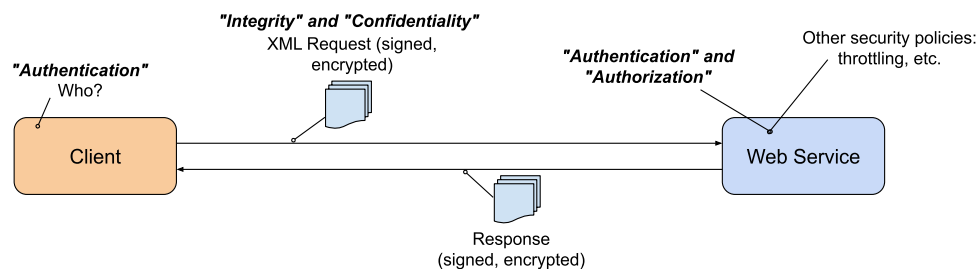 "Integrity" and "Confidentiality"
XML Request (signed,
encrypted)
"Authentication"
Who?
"Authentication" and
"Authorization"
Other security policies:
throttling, etc.
Client
Web Service
Response
(signed, encrypted)